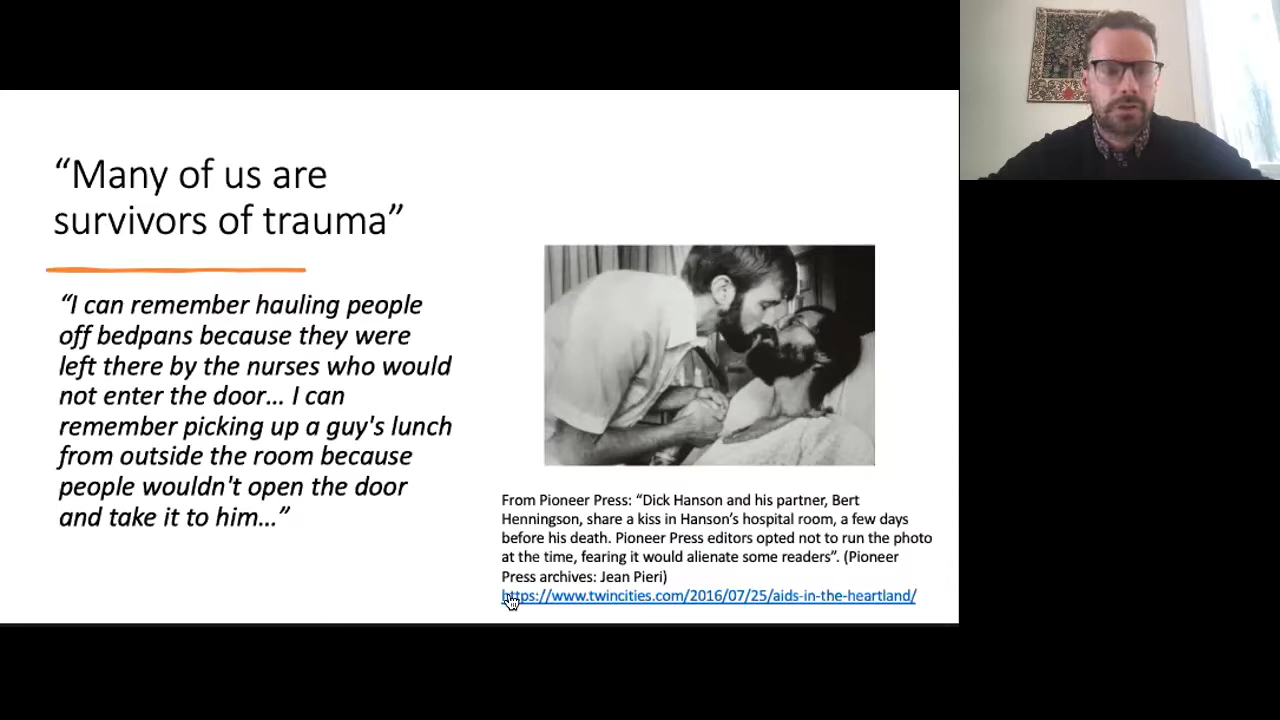 “Many of us are
survivors of trauma”
“I can remember hauling people
off bedpans because they were
left there by the nurses who would
not enter the door... I can
remember picking up a guy's lunch
from outside the room because
people wouldn't open the door
and take it to him...”
From Pioneer Press: “Dick Hanson and his partner, Bert
Henningson, share a kiss in Hanson’s hospital room, a few days
before his death. Pioneer Press editors opted not to run the photo
at the time, fearing it would alienate some readers”. (Pioneer
Press archives: Jean Pieri)
https://www.twincities.com/2016/07/25/aids-in-the-heartland/